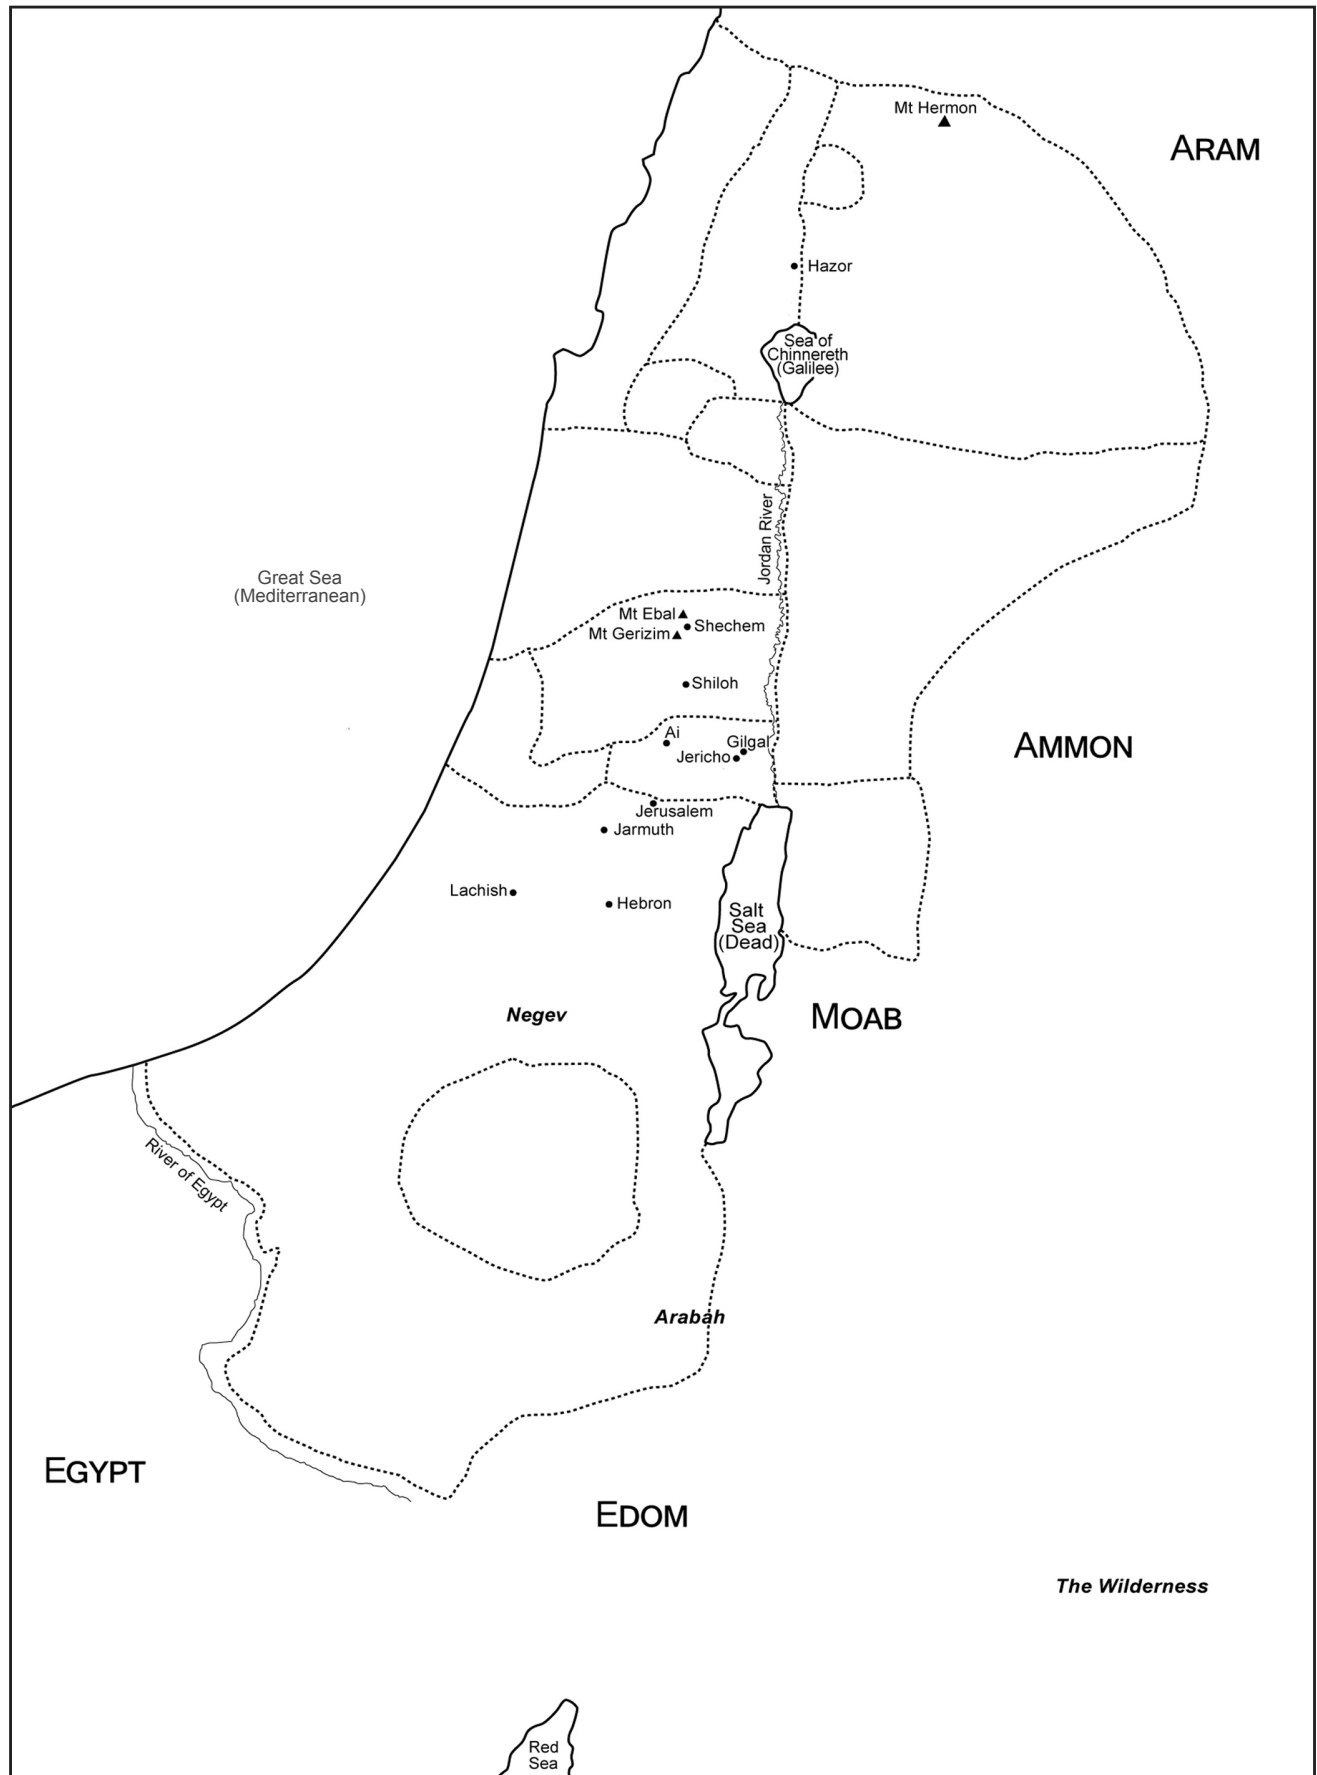 Mt Hermon
ARAM
Hazor
Sea of
Chinnereth
(Galilee)
Jordan River
Great Sea
(Mediterranean)
Mt Ebal
Shechem
Mt Gerizim
Shiloh
Ai
Gilgal
Jericho
AMMON
Jerusalem
Jarmuth
Lachish
Hebron
Salt
Sea
(Dead)
Negev
MOAB
River of Egypt
Arabah
EGYPT
EDOM
The Wilderness
Red
Sea